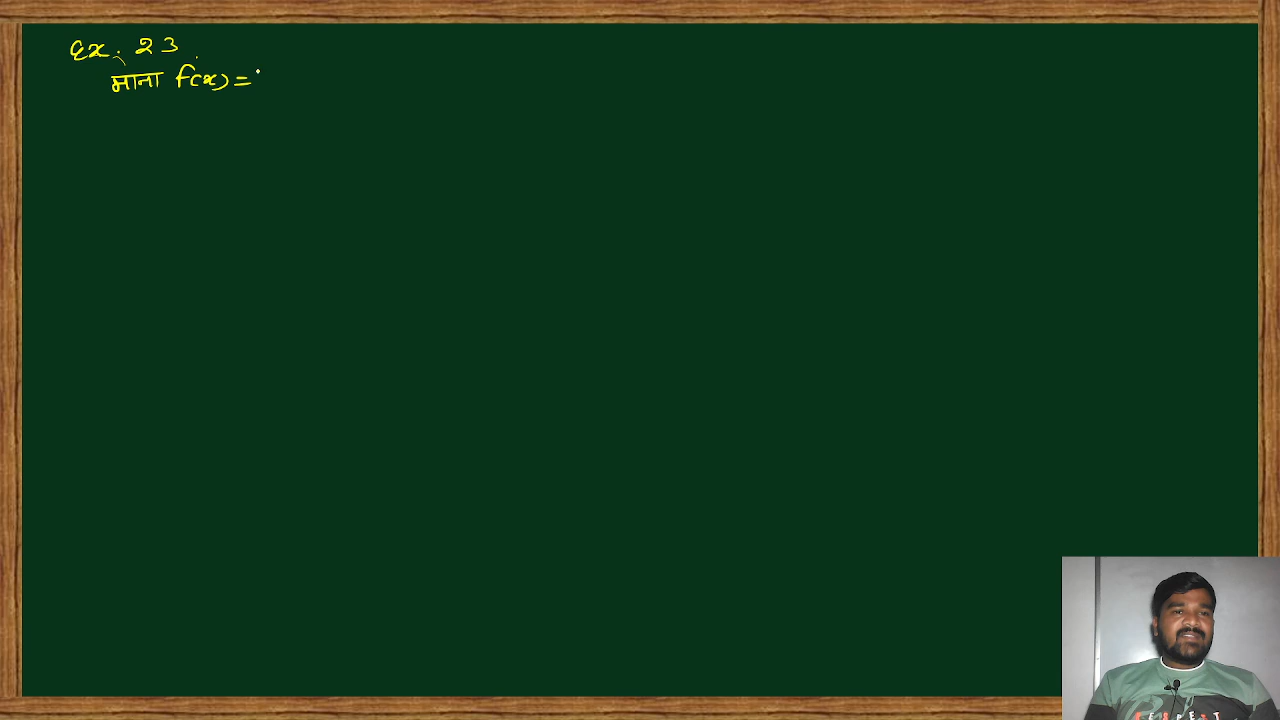 Ex. 23
माना f(x) =